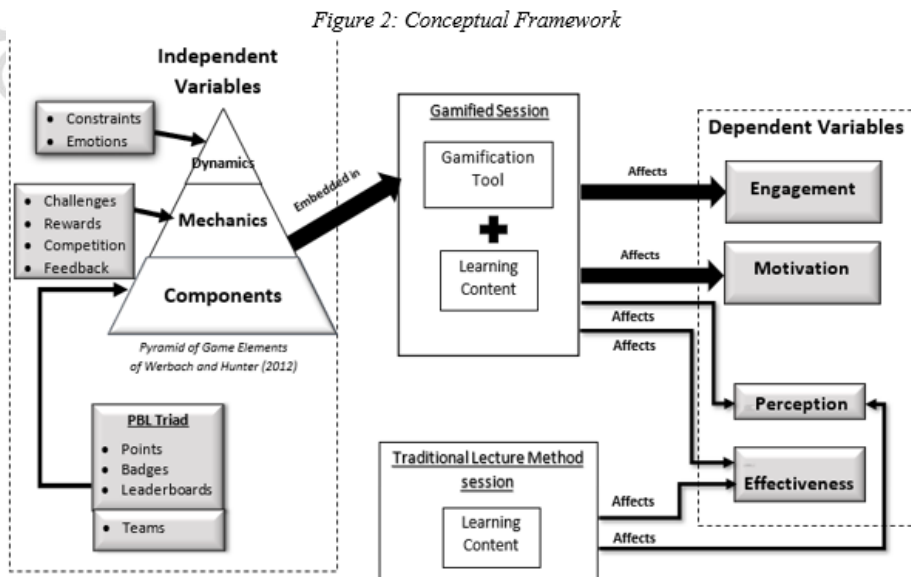 Figure 2: Conceptual Framework
Independent
Variables
• Constraints
• Emotions
Dynamics
• Challenges
• Rewards
• Competition
• Feedback
Mechanics
Components
Pyramid of Game Elements
of Werbach and Hunter (2012)
PBL Triad
• Points
• Badges
• Leaderboards
• Teams
Embedded in
Gamified Session
Gamification
Tool
Learning
Content
Traditional Lecture Method
session
Learning
Content
Affects
Affects
Affects
Affects
Affects
Affects
Dependent Variables
Engagement
Motivation
Perception
Effectiveness